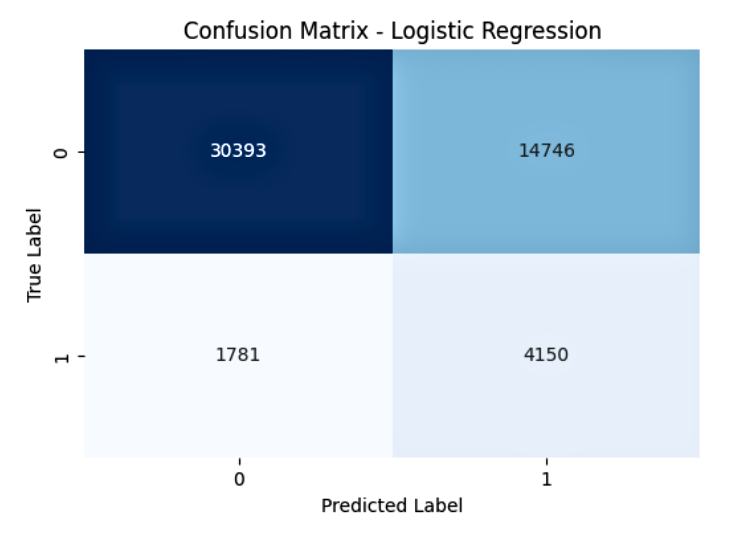 Confusion Matrix - Logistic Regression
True Label
0
30393
14746
1
1781
4150
0
1
Predicted Label